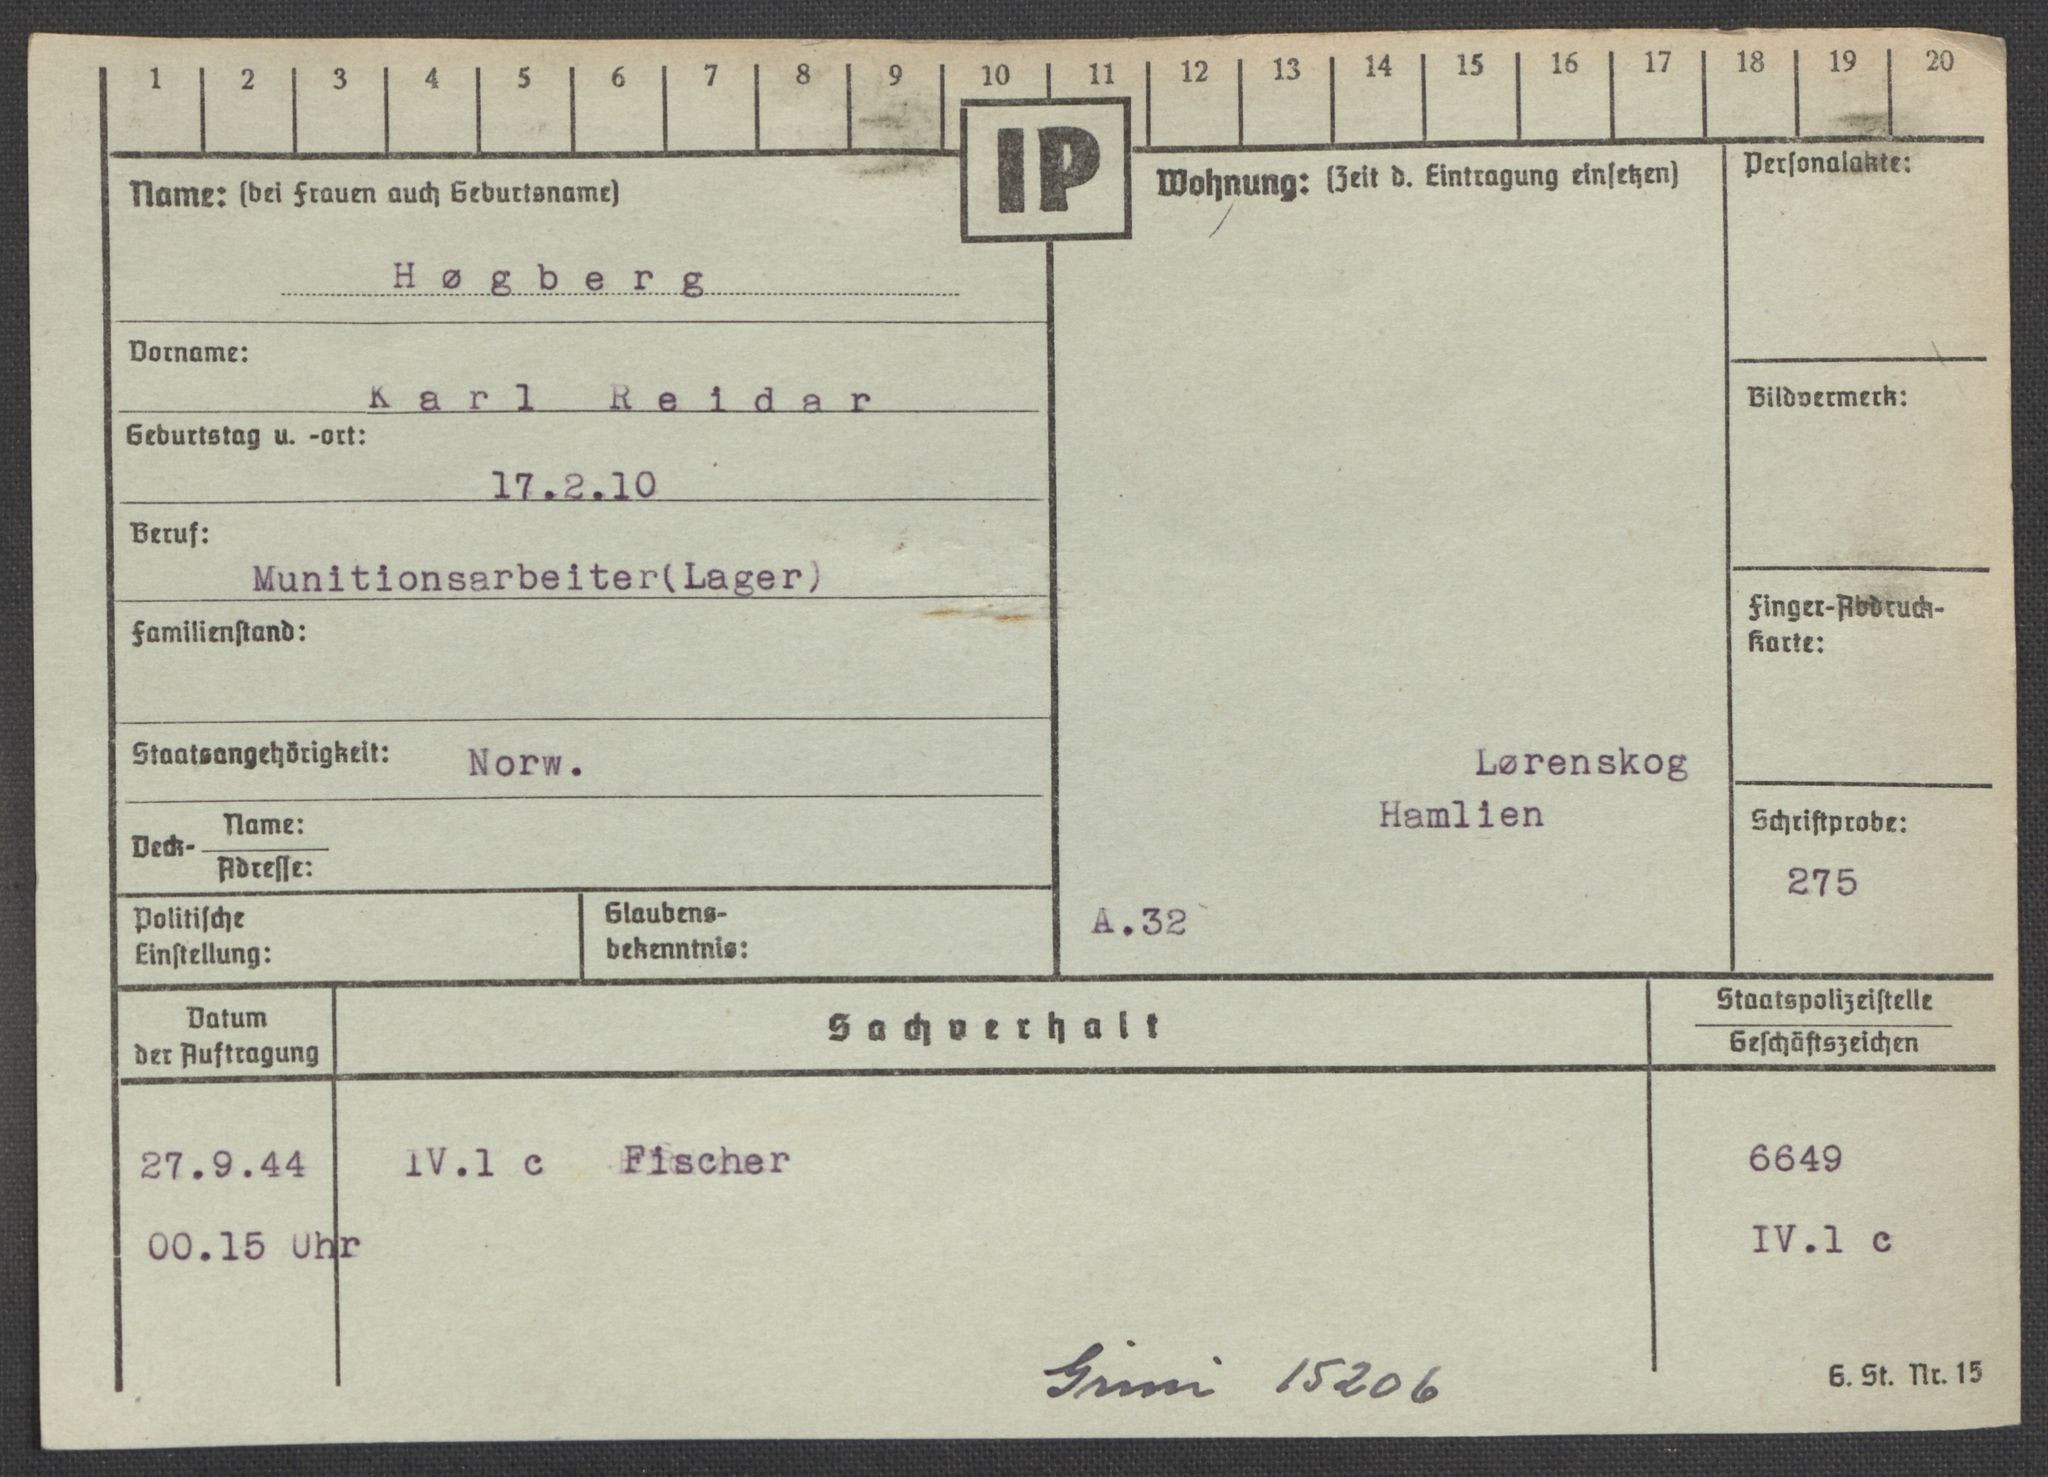 1 2 3 4 5 6 7 8 9 10 11 12 13 14 15 16 17 18 19 20
IP
Name: (bei Frauen auch Geburtsname)
Høgberg
Vorname:
Karl Reidar
Geburtstag u. -ort:
17.2.10
Beruf:
Munitionsarbeiter(Lager)
Familienstand:
Staatsangehörigkeit: Norw.
Deck- Name:
Adresse:
Politische
Einstellung:
Glaubens-
bekenntnis:
Wohnung: (Zeit d. Eintragung einsetzen)
Lørenskog
Hamlien
A.32
Personalakte:
Bildvermerk:
Finger-Abdruck-
Karte:
Schriftprobe:
275
Datum
der Auftragung
Sachverhalt
Staatspolizeistelle
Geschäftszeichen
27.9.44 IV.1 c Fischer 6649
00.15 Uhr IV.1 c
15206
G. St. Nr. 15